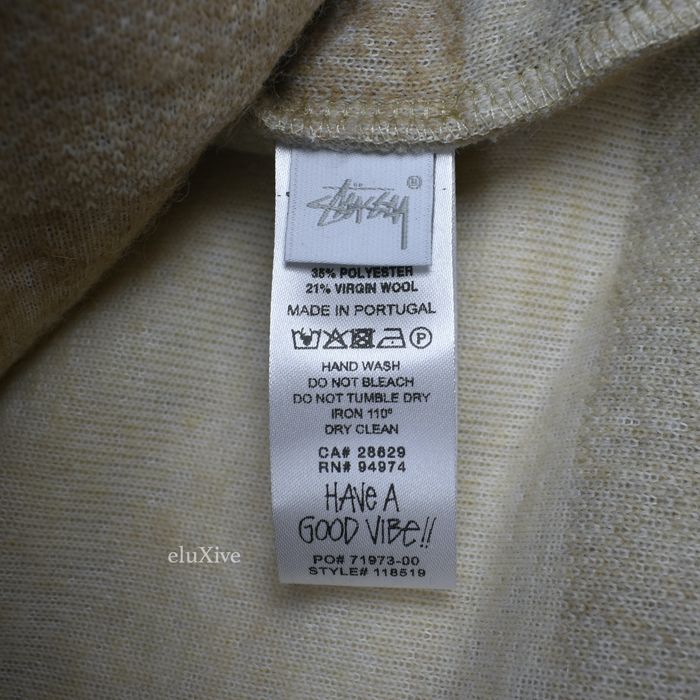 Stüssy
®
35% POLYESTER
21% VIRGIN WOOL
MADE IN PORTUGAL
P
HAND WASH
DO NOT BLEACH
DO NOT TUMBLE DRY
IRON 110º
DRY CLEAN
CA# 28629
RN# 94974
HAVE A
GOOD VIBE!!
PO# 71973-00
STYLE# 118519
eluXive